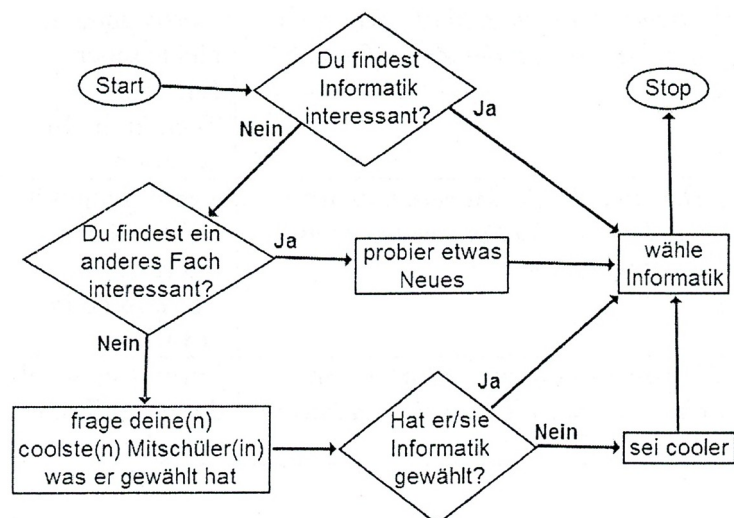 Start
Du findest
Informatik
interessant?
Stop
Nein
Ja
Du findest ein
anderes Fach
interessant?
Ja
probier etwas
Neues
wähle
Informatik
Nein
frage deine(n)
coolste(n) Mitschüler(in)
was er gewählt hat
Hat er/sie
Informatik
gewählt?
Ja
Nein
sei cooler